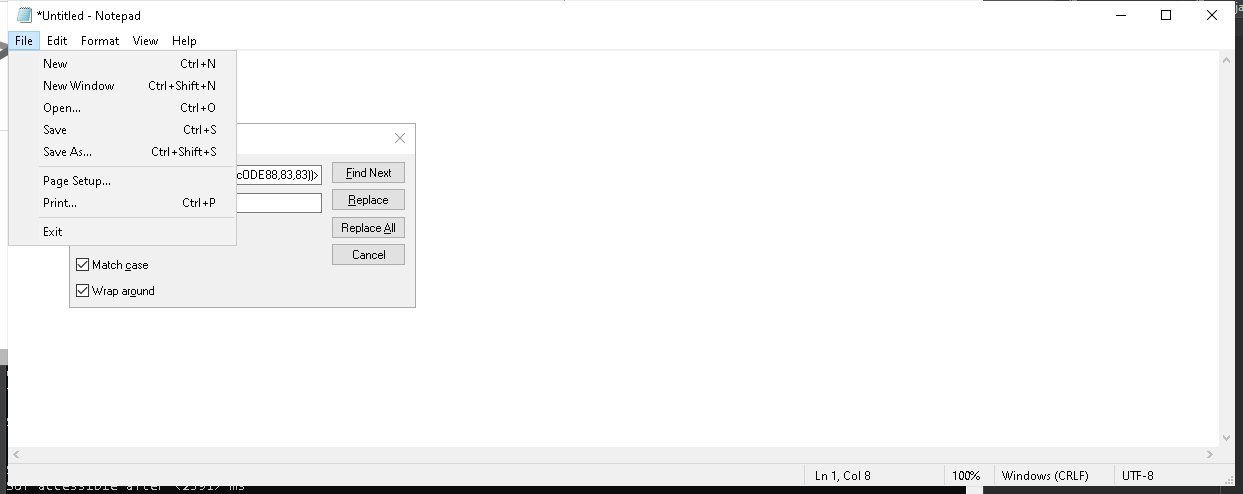 *Untitled - Notepad
File Edit Format View Help
New Ctrl+N
New Window Ctrl+Shift+N
Open... Ctrl+O
Save Ctrl+S
Save As... Ctrl+Shift+S
Page Setup...
Print... Ctrl+P
Exit
cODE88,83,83))>
Find Next
Replace
Replace All
Cancel
Match case
Wrap around
Ln 1, Col 8 100% Windows (CRLF) UTF-8
accessible after <2391> ms